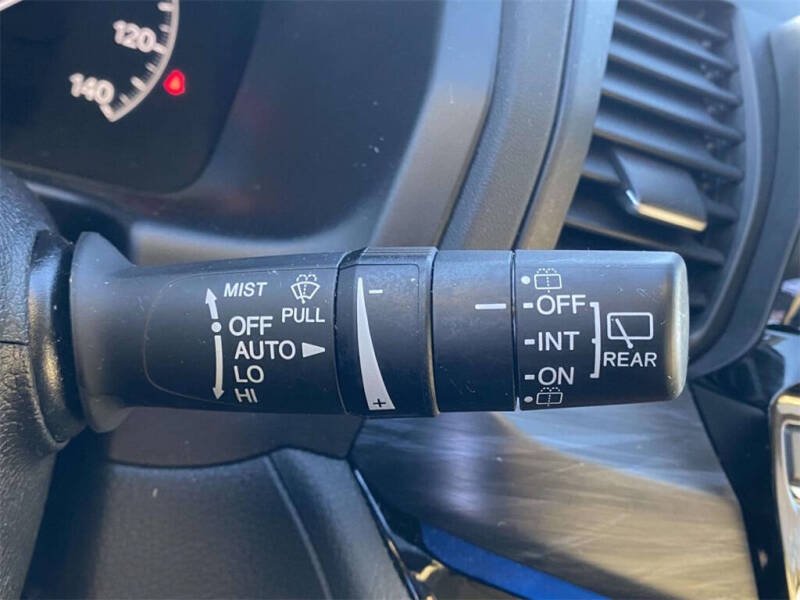 120
140
MIST
PULL
OFF
AUTO
LO
HI
−
+
OFF
INT
ON
REAR